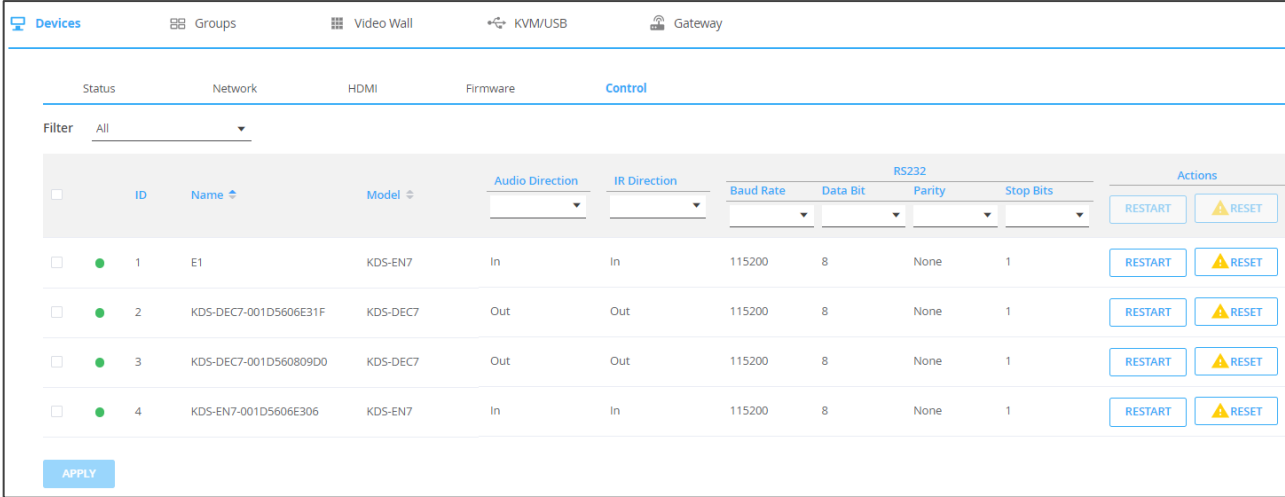 Devices Groups Video Wall KVM/USB Gateway
Status Network HDMI Firmware Control
Filter All
RS232
Audio Direction IR Direction Actions
Baud Rate Data Bit Parity Stop Bits
ID Name Model
RESTART RESET
1 E1 KDS-EN7 In In 115200 8 None 1 RESTART RESET
2 KDS-DEC7-001D5606E31F KDS-DEC7 Out Out 115200 8 None 1 RESTART RESET
3 KDS-DEC7-001D560809D0 KDS-DEC7 Out Out 115200 8 None 1 RESTART RESET
4 KDS-EN7-001D5606E306 KDS-EN7 In In 115200 8 None 1 RESTART RESET
APPLY